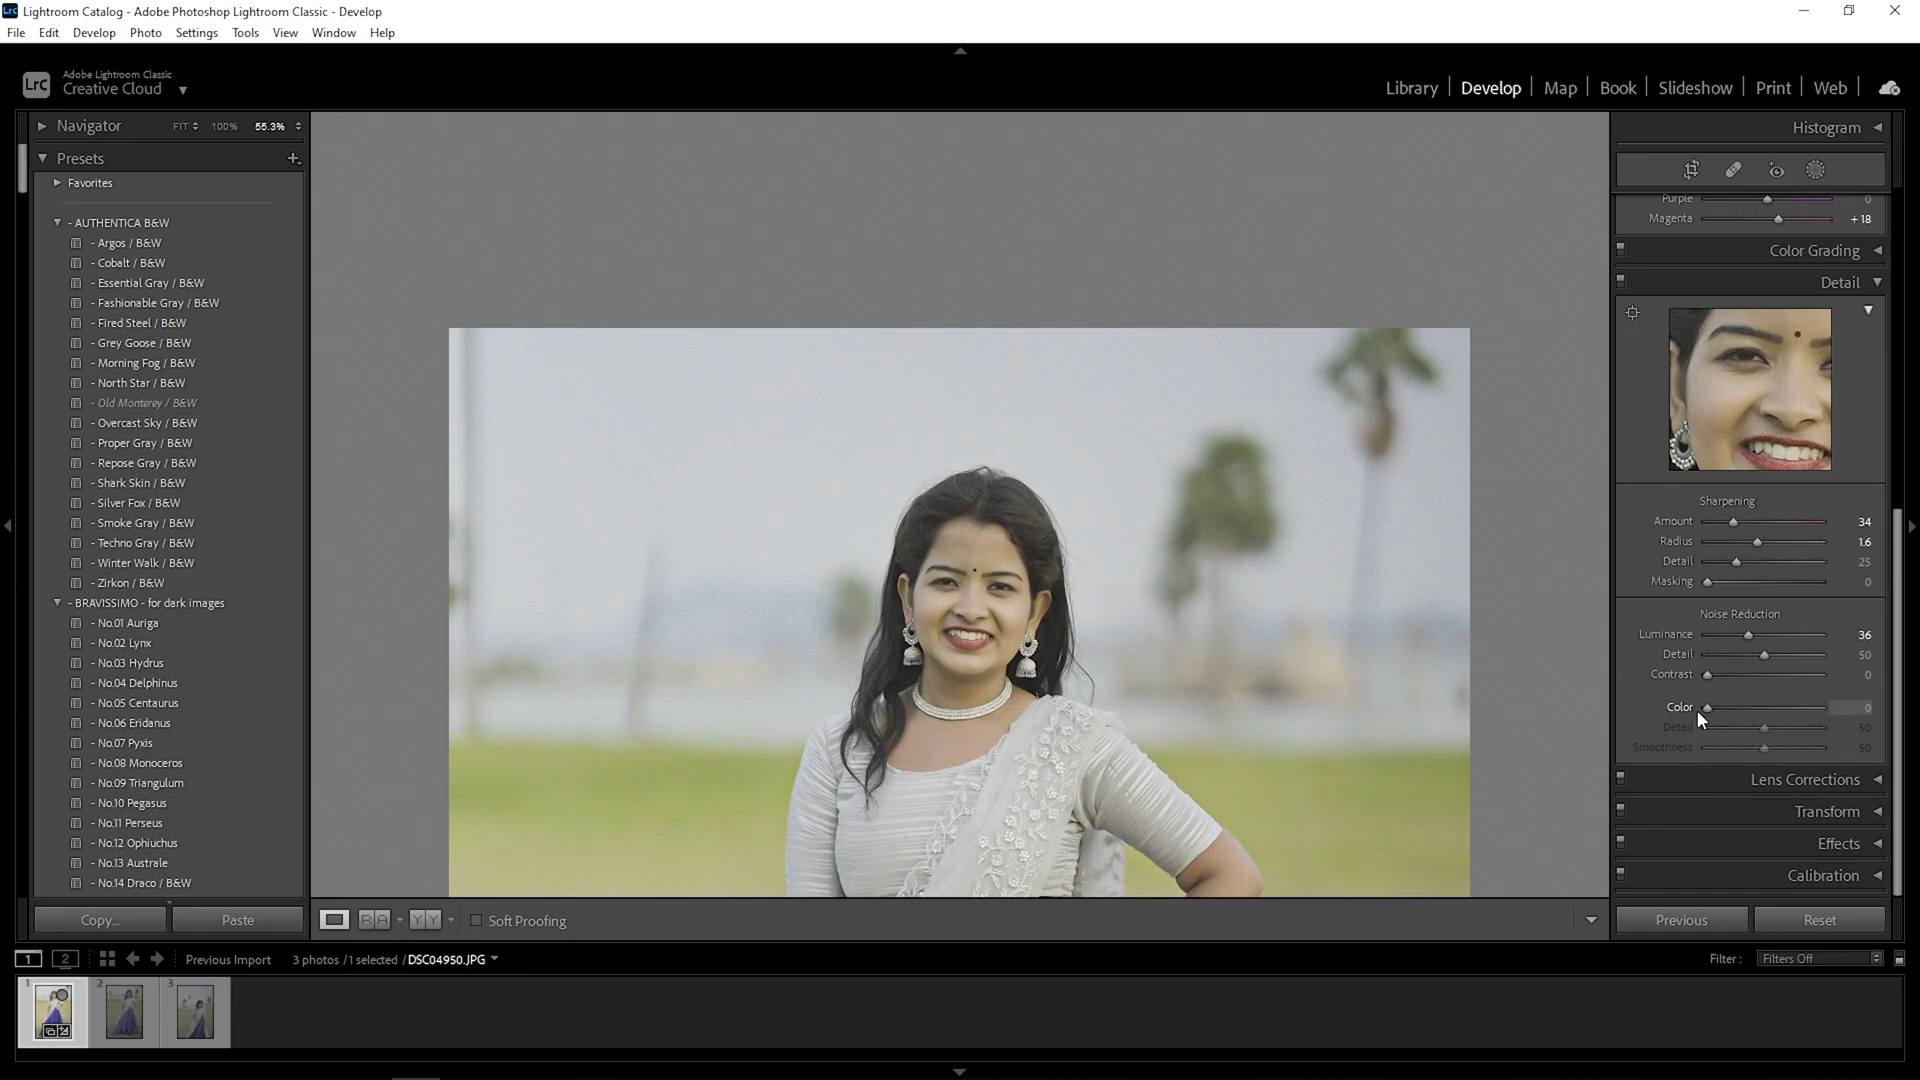 Lrc Lightroom Catalog - Adobe Photoshop Lightroom Classic - Develop
File Edit Develop Photo Settings Tools View Window Help
LrC Adobe Lightroom Classic
Creative Cloud
Library Develop Map Book Slideshow Print Web
Navigator FIT 100% 55.3%
Histogram
Presets
Favorites
- AUTHENTICA B&W
- Argos / B&W
- Cobalt / B&W
- Essential Gray / B&W
- Fashionable Gray / B&W
- Fired Steel / B&W
- Grey Goose / B&W
- Morning Fog / B&W
- North Star / B&W
- Old Monterey / B&W
- Overcast Sky / B&W
- Proper Gray / B&W
- Repose Gray / B&W
- Shark Skin / B&W
- Silver Fox / B&W
- Smoke Gray / B&W
- Techno Gray / B&W
- Winter Walk / B&W
- Zirkon / B&W
- BRAVISSIMO - for dark images
- No.01 Auriga
- No.02 Lynx
- No.03 Hydrus
- No.04 Delphinus
- No.05 Centaurus
- No.06 Eridanus
- No.07 Pyxis
- No.08 Monoceros
- No.09 Triangulum
- No.10 Pegasus
- No.11 Perseus
- No.12 Ophiuchus
- No.13 Australe
- No.14 Draco / B&W
Purple 0
Magenta + 18
Color Grading
Detail
Sharpening
Amount 34
Radius 1.6
Detail 25
Masking 0
Noise Reduction
Luminance 36
Detail 50
Contrast 0
Color 0
Detail 50
Smoothness 50
Lens Corrections
Transform
Effects
Calibration
Copy... Paste
R A Y Y Soft Proofing
Previous Reset
1 2 Previous Import 3 photos / 1 selected / DSC04950.JPG
Filter : Filters Off
1 2 3